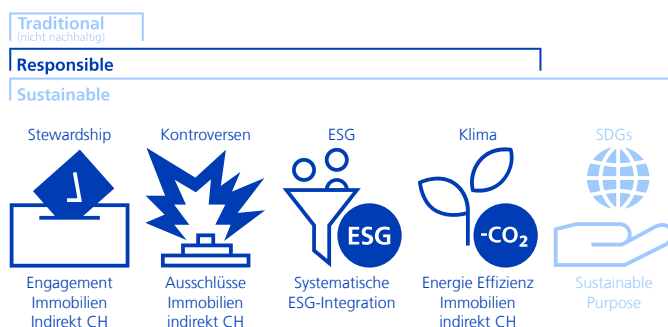 Traditional
(nicht nachhaltig)
Responsible
Sustainable
Stewardship
Kontroversen
ESG
Klima
SDGs
ESG
-CO₂
Engagement
Immobilien
Indirekt CH
Ausschlüsse
Immobilien
indirekt CH
Systematische
ESG-Integration
Energie Effizienz
Immobilien
indirekt CH
Sustainable
Purpose